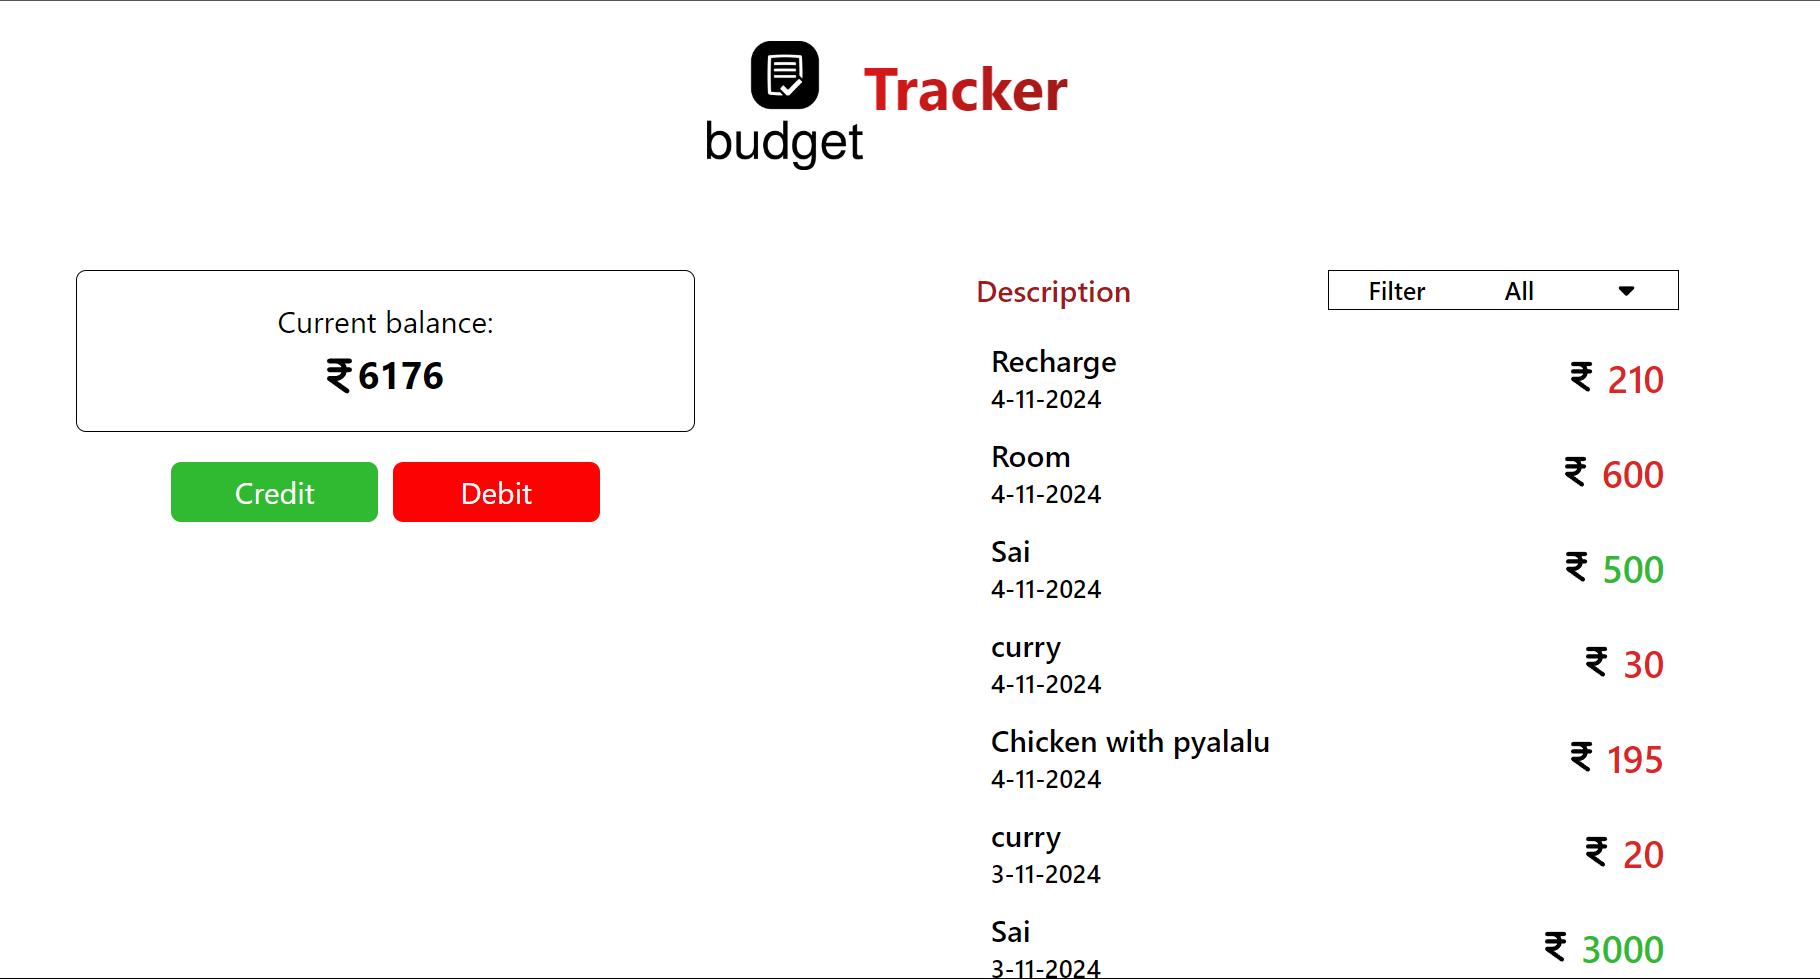 budget
Tracker
Current balance:
₹6176
Credit
Debit
Description
Filter All
Recharge
₹ 210
4-11-2024
Room
₹ 600
4-11-2024
Sai
₹ 500
4-11-2024
curry
₹ 30
4-11-2024
Chicken with pyalalu
₹ 195
4-11-2024
curry
₹ 20
3-11-2024
Sai
₹ 3000
3-11-2024